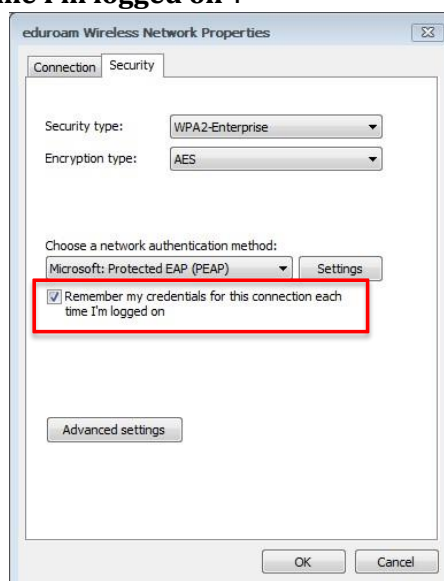 time I'm logged on".
eduroam Wireless Network Properties
Connection Security
Security type: WPA2-Enterprise
Encryption type: AES
Choose a network authentication method:
Microsoft: Protected EAP (PEAP) Settings
Remember my credentials for this connection each
time I'm logged on
Advanced settings
OK Cancel